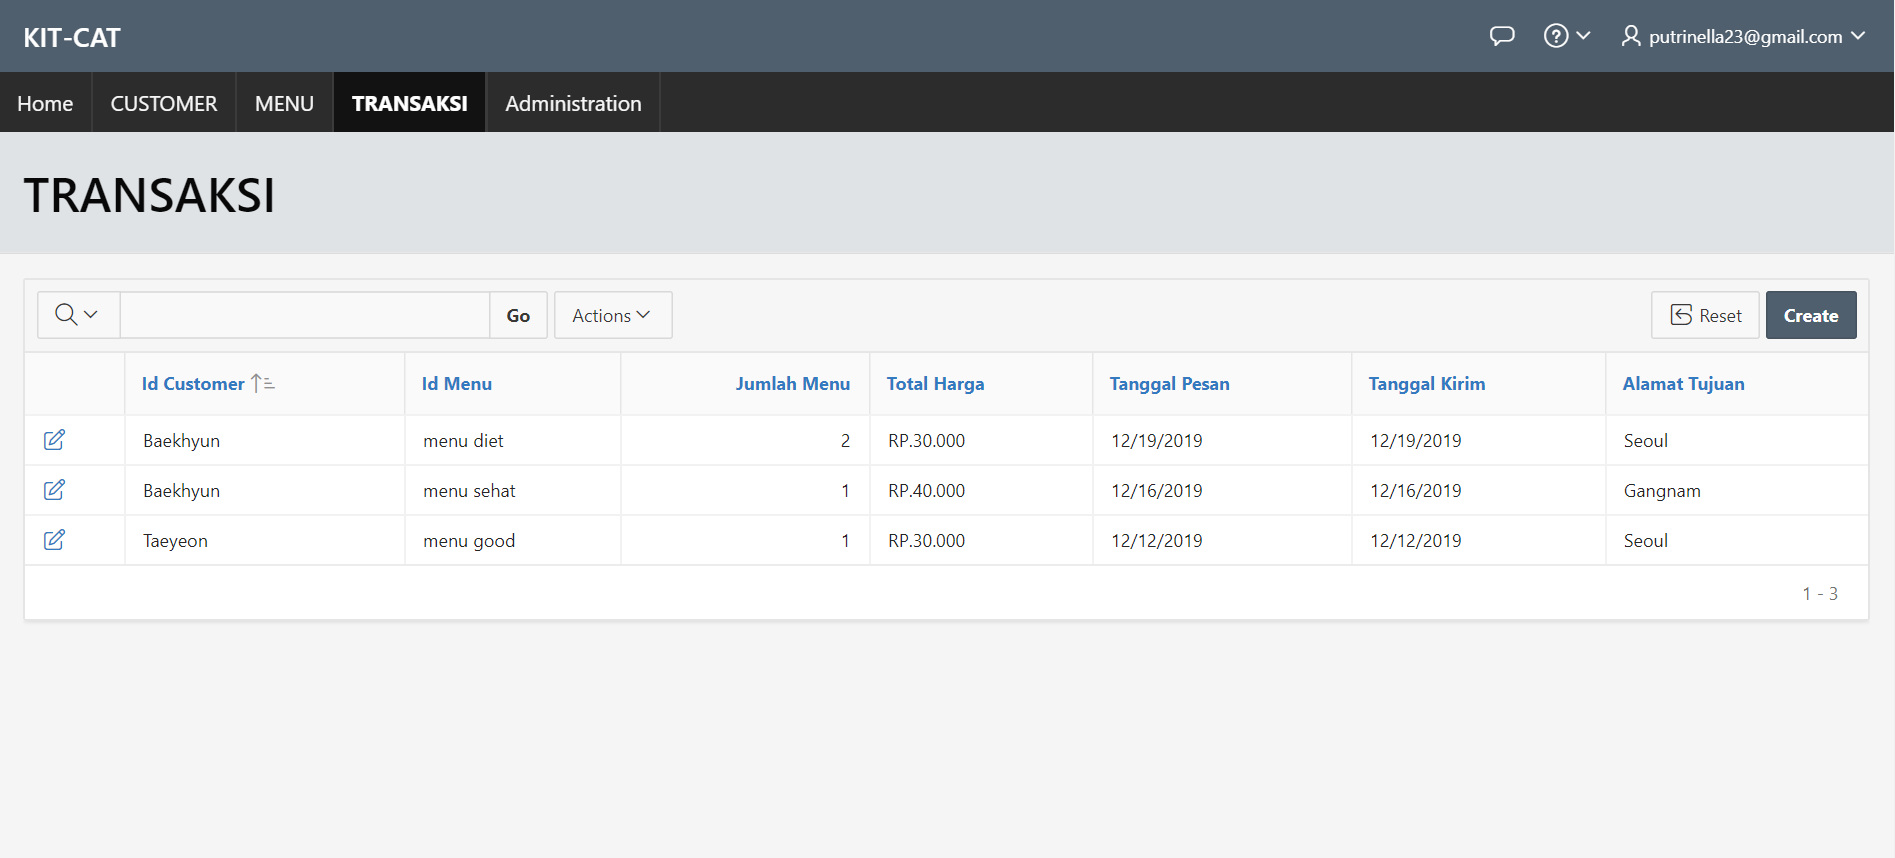 KIT-CAT putrinella23@gmail.com
Home CUSTOMER MENU TRANSAKSI Administration
TRANSAKSI
Go Actions Reset Create
Id Customer Id Menu Jumlah Menu Total Harga Tanggal Pesan Tanggal Kirim Alamat Tujuan
Baekhyun menu diet 2 RP.30.000 12/19/2019 12/19/2019 Seoul
Baekhyun menu sehat 1 RP.40.000 12/16/2019 12/16/2019 Gangnam
Taeyeon menu good 1 RP.30.000 12/12/2019 12/12/2019 Seoul
1 - 3